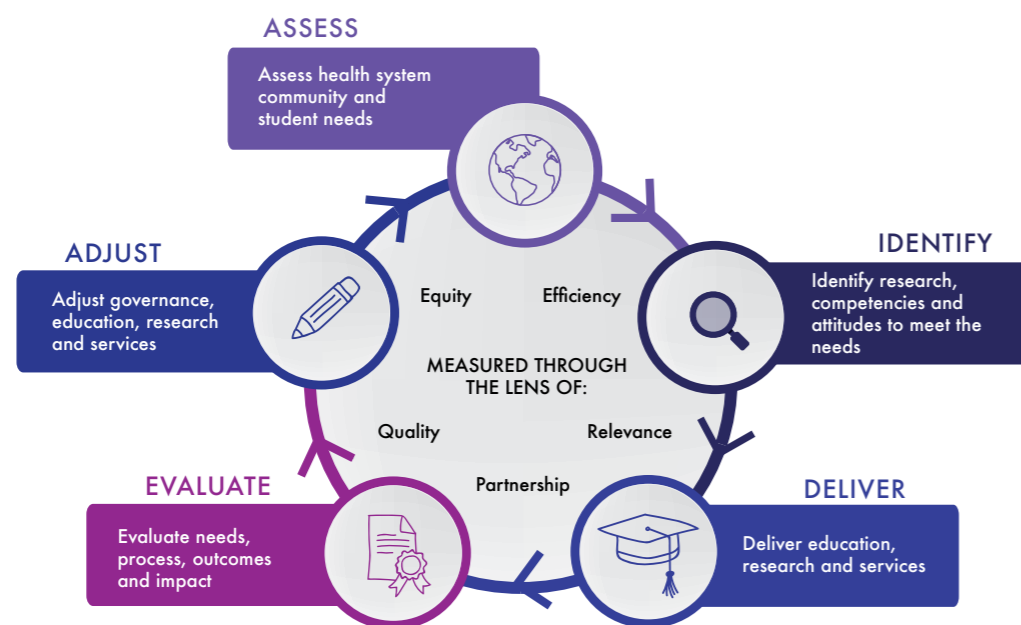 ASSESS
Assess health system
community and
student needs
IDENTIFY
Identify research,
competencies and
attitudes to meet the
needs
DELIVER
Deliver education,
research and services
EVALUATE
Evaluate needs,
process, outcomes
and impact
ADJUST
Adjust governance,
education, research
and services
Equity
Efficiency
MEASURED THROUGH
THE LENS OF:
Quality
Relevance
Partnership